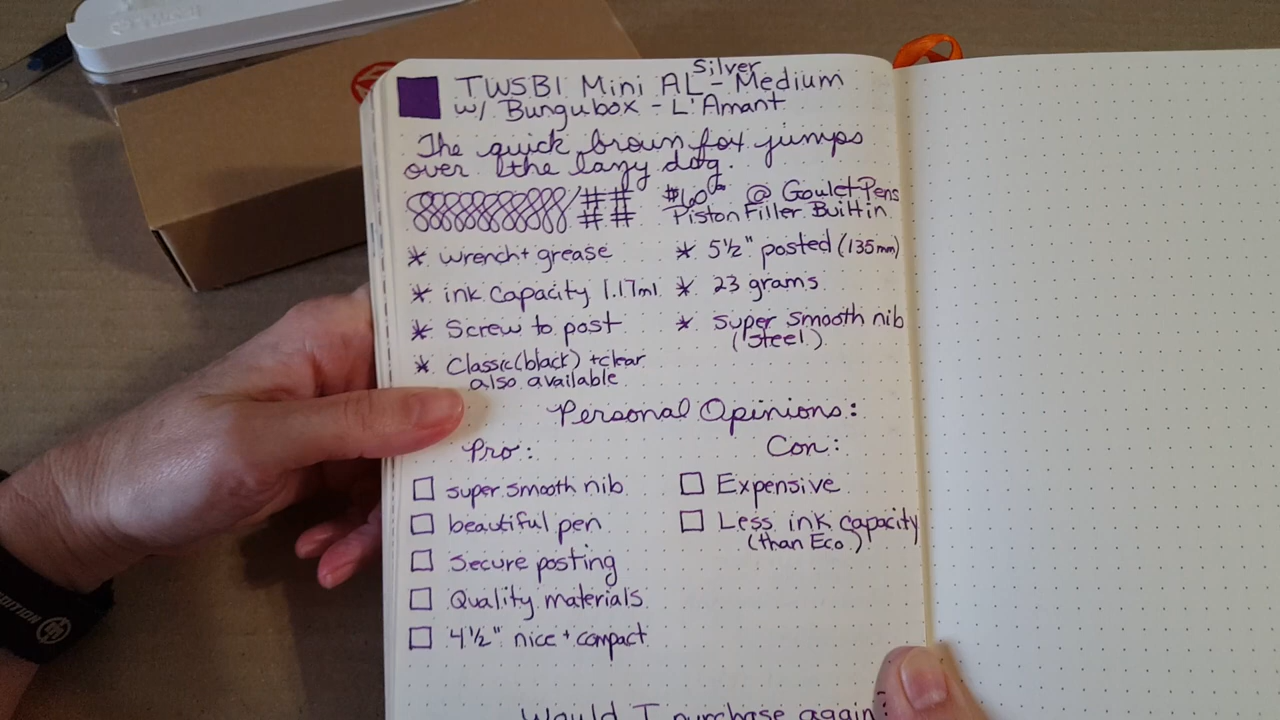 TWSBI Mini AL Silver - Medium
w/ Bungubox - L'Amant
The quick brown fox jumps
over the lazy dog.
$60⁰⁰ @ GouletPens
Piston Filler Built in
* wrench + grease
* 5½" posted (135mm)
* ink capacity 1.17ml
* 23 grams
* Screw to post
* super smooth nib
(steel)
* Classic (black) + clear
also available
Personal Opinions:
Pro:
Con:
super smooth nib
Expensive
beautiful pen
Less ink capacity
(than Eco)
Secure posting
Quality materials
4½" nice + compact
Would I purchase again: